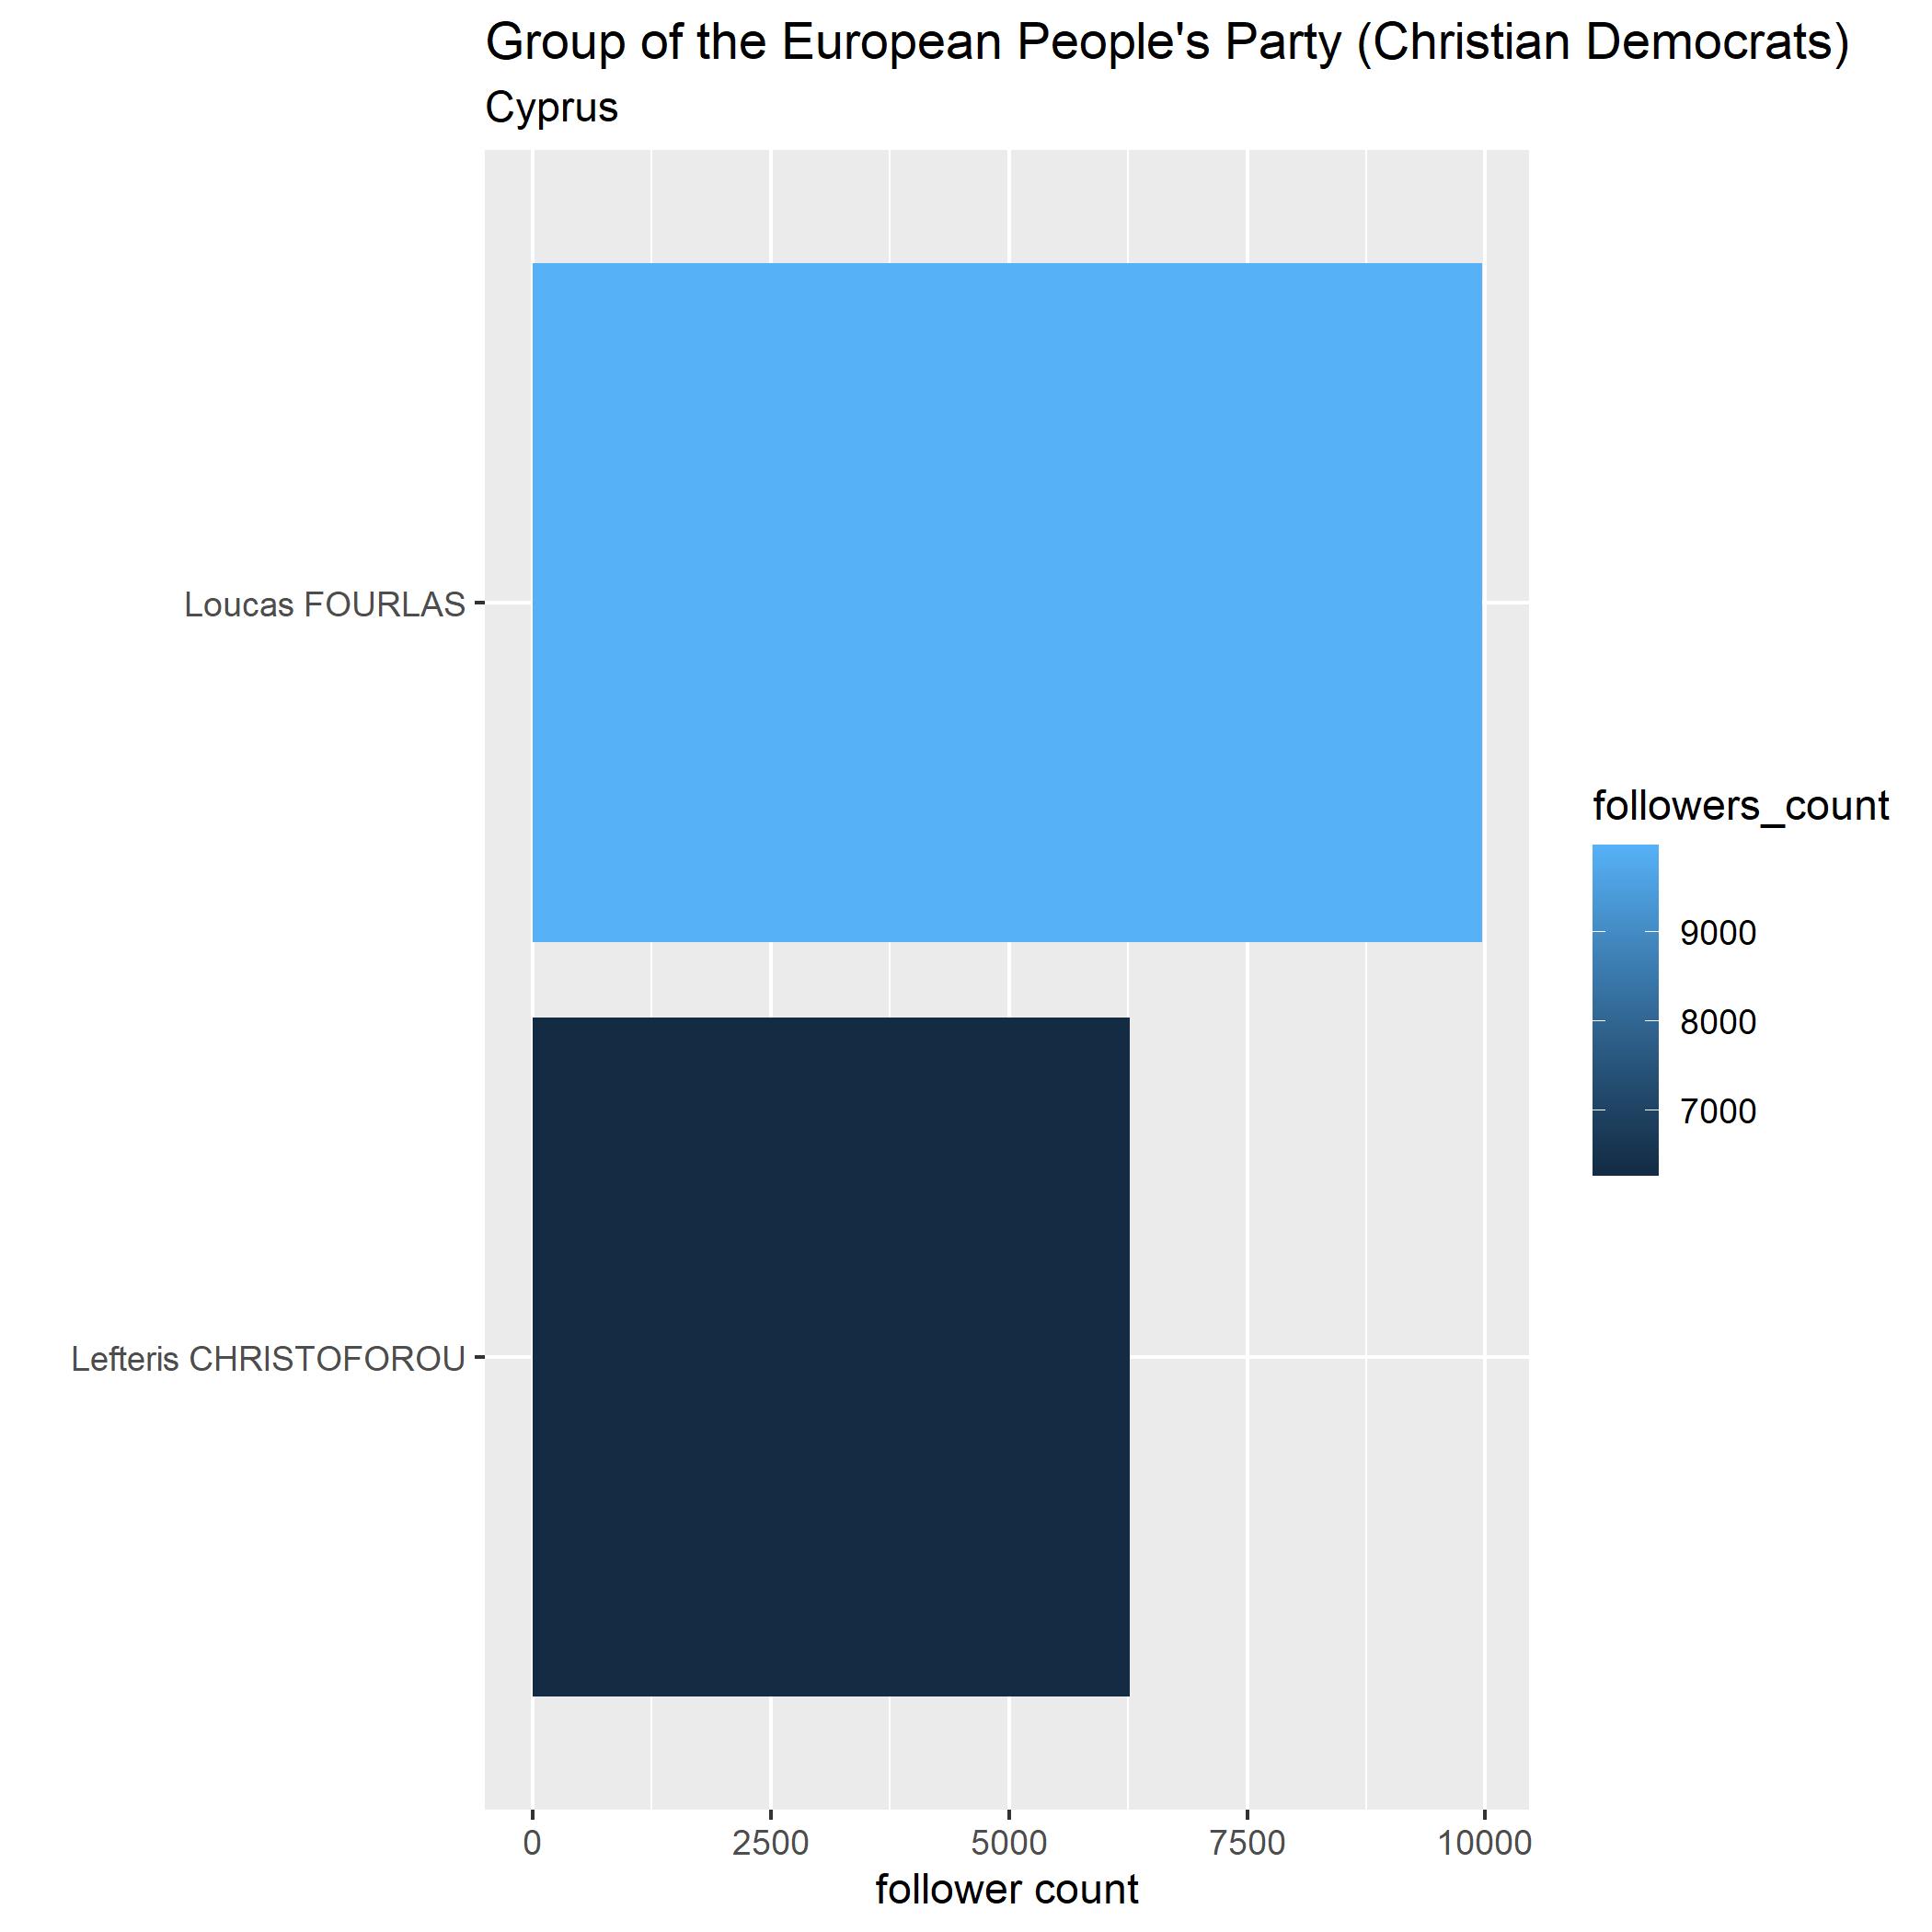 Group of the European People's Party (Christian Democrats)
Cyprus
Loucas FOURLAS
Lefteris CHRISTOFOROU
0 2500 5000 7500 10000
follower count
followers_count
9000
8000
7000